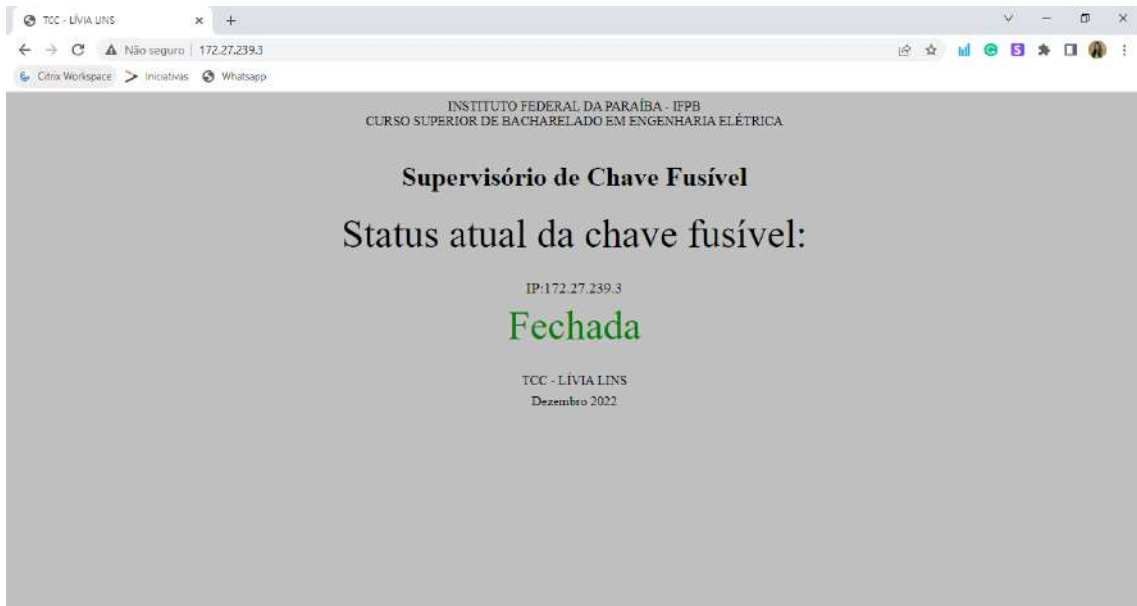 TCC - LÍVIA LINS
Não seguro | 172.27.239.3
Citrix Workspace Iniciativas Whatsapp
INSTITUTO FEDERAL DA PARAÍBA - IFPB
CURSO SUPERIOR DE BACHARELADO EM ENGENHARIA ELÉTRICA
Supervisório de Chave Fusível
Status atual da chave fusível:
IP:172.27.239.3
Fechada
TCC - LÍVIA LINS
Dezembro 2022